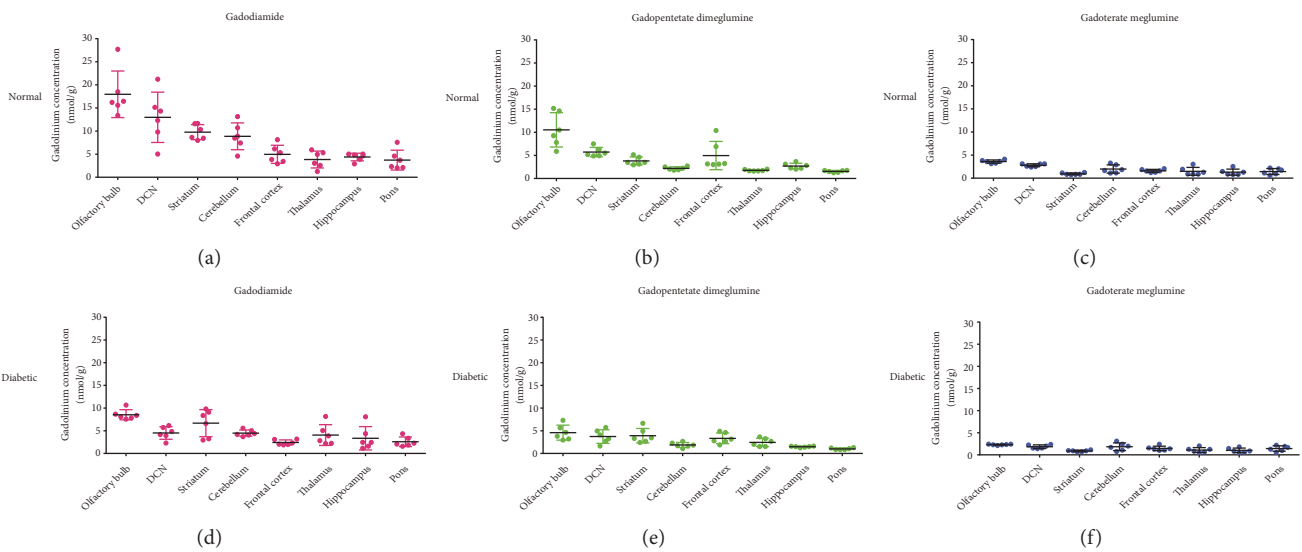 Gadodiamide
Normal
Gadolinium concentration
(nmol/g)
30
25
20
15
10
5
0
Olfactory bulb
DCN
Striatum
Cerebellum
Frontal cortex
Thalamus
Hippocampus
Pons
(a)
Gadopentetate dimeglumine
Normal
Gadolinium concentration
(nmol/g)
30
25
20
15
10
5
0
Olfactory bulb
DCN
Striatum
Cerebellum
Frontal cortex
Thalamus
Hippocampus
Pons
(b)
Gadoterate meglumine
Normal
Gadolinium concentration
(nmol/g)
30
25
20
15
10
5
0
Olfactory bulb
DCN
Striatum
Cerebellum
Frontal cortex
Thalamus
Hippocampus
Pons
(c)
Gadodiamide
Diabetic
Gadolinium concentration
(nmol/g)
30
25
20
15
10
5
0
Olfactory bulb
DCN
Striatum
Cerebellum
Frontal cortex
Thalamus
Hippocampus
Pons
(d)
Gadopentetate dimeglumine
Diabetic
Gadolinium concentration
(nmol/g)
30
25
20
15
10
5
0
Olfactory bulb
DCN
Striatum
Cerebellum
Frontal cortex
Thalamus
Hippocampus
Pons
(e)
Gadoterate meglumine
Diabetic
Gadolinium concentration
(nmol/g)
30
25
20
15
10
5
0
Olfactory bulb
DCN
Striatum
Cerebellum
Frontal cortex
Thalamus
Hippocampus
Pons
(f)